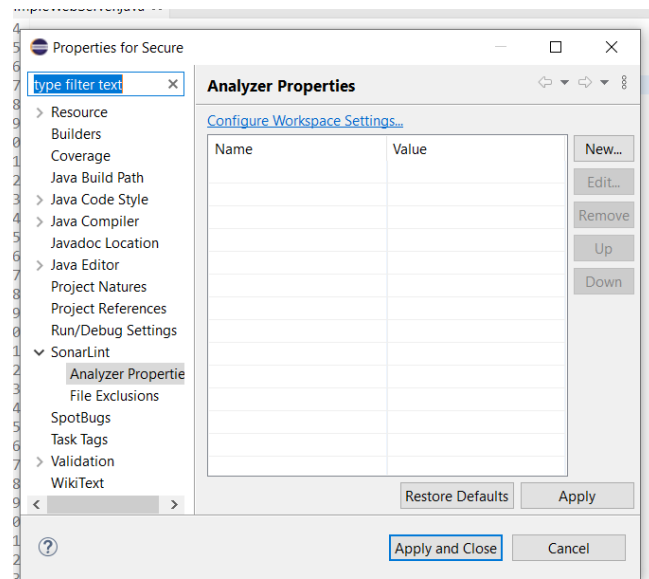 Properties for Secure
type filter text
Analyzer Properties
Configure Workspace Settings...
Resource
Builders
Coverage
Java Build Path
Java Code Style
Java Compiler
Javadoc Location
Java Editor
Project Natures
Project References
Run/Debug Settings
SonarLint
Analyzer Propertie
File Exclusions
SpotBugs
Task Tags
Validation
WikiText
Name Value
New...
Edit...
Remove
Up
Down
Restore Defaults Apply
Apply and Close Cancel